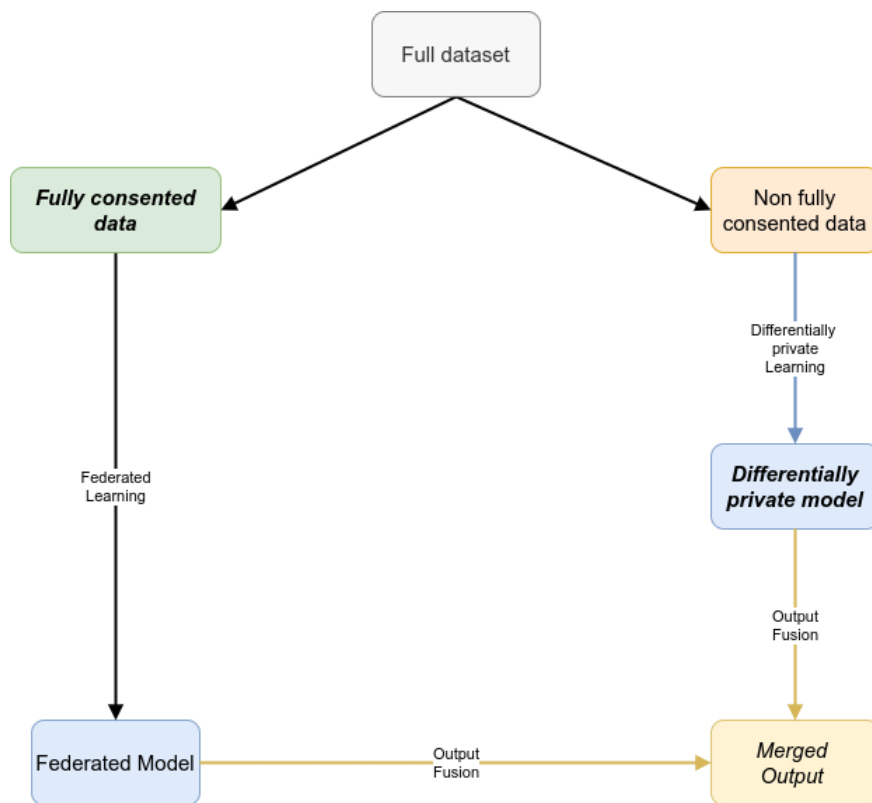 Full dataset
Fully consented
data
Non fully
consented data
Differentially
private
Learning
Federated
Learning
Differentially
private model
Output
Fusion
Federated Model
Output
Fusion
Merged
Output